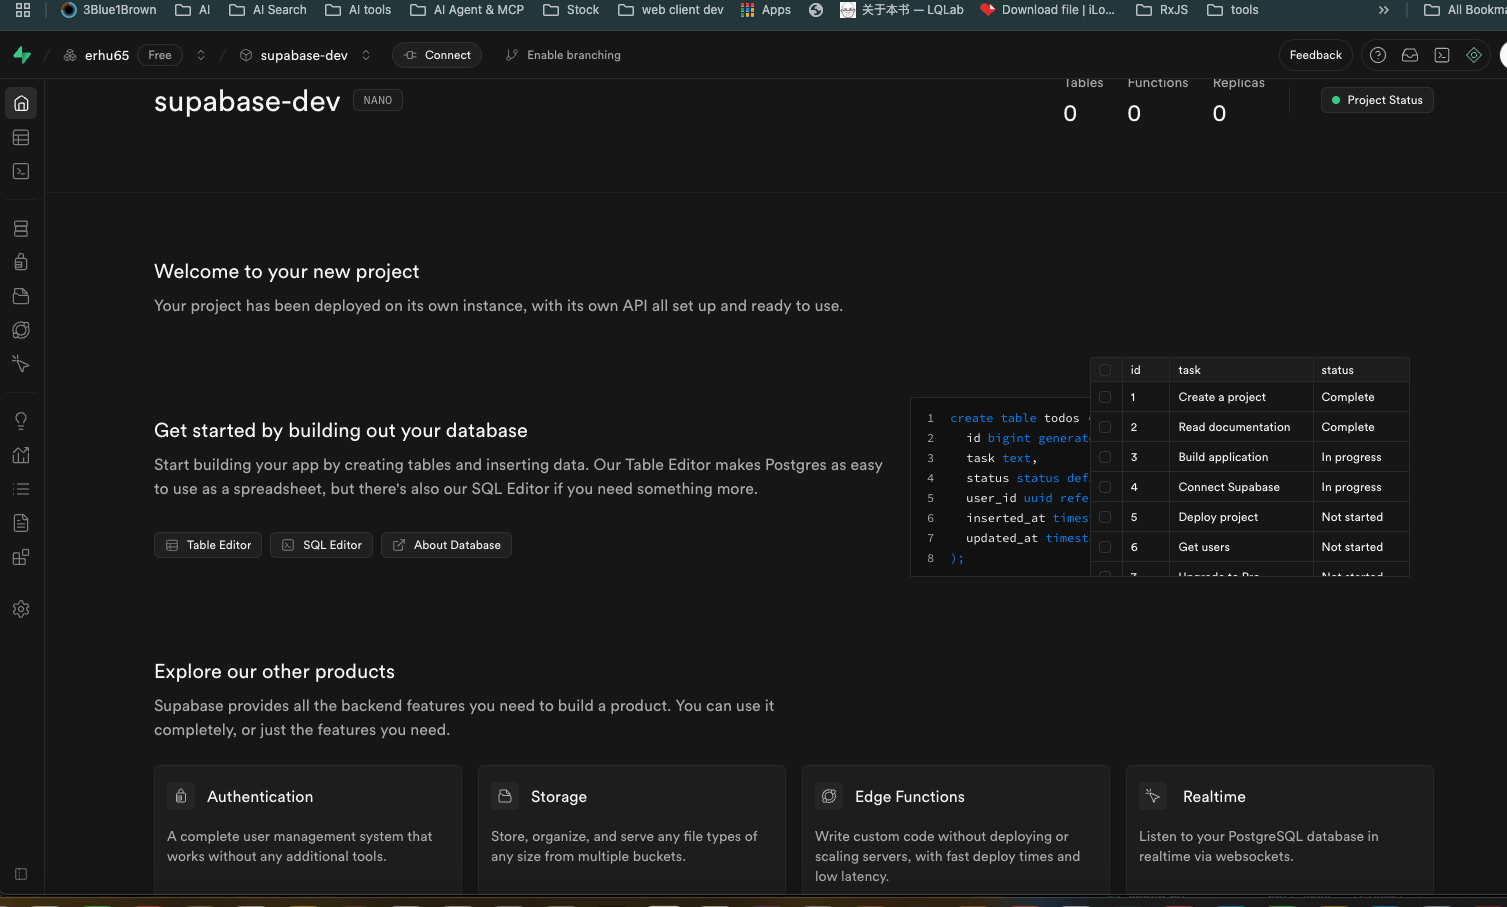 3Blue1Brown AI AI Search AI tools AI Agent & MCP Stock web client dev Apps 关于本书 — LQLab Download file | iLo... RxJS tools » All Bookma
erhu65 Free supabase-dev Connect Enable branching Feedback
supabase-dev NANO
Tables Functions Replicas
0 0 0
Project Status
Welcome to your new project
Your project has been deployed on its own instance, with its own API all set up and ready to use.
Get started by building out your database
Start building your app by creating tables and inserting data. Our Table Editor makes Postgres as easy
to use as a spreadsheet, but there's also our SQL Editor if you need something more.
Table Editor SQL Editor About Database
1 create table todos
2 id bigint generat
3 task text,
4 status status def
5 user_id uuid refe
6 inserted_at times
7 updated_at timest
8 );
id task status
1 Create a project Complete
2 Read documentation Complete
3 Build application In progress
4 Connect Supabase In progress
5 Deploy project Not started
6 Get users Not started
7 Upgrade to Pro Not started
Explore our other products
Supabase provides all the backend features you need to build a product. You can use it
completely, or just the features you need.
Authentication
A complete user management system that
works without any additional tools.
Storage
Store, organize, and serve any file types of
any size from multiple buckets.
Edge Functions
Write custom code without deploying or
scaling servers, with fast deploy times and
low latency.
Realtime
Listen to your PostgreSQL database in
realtime via websockets.